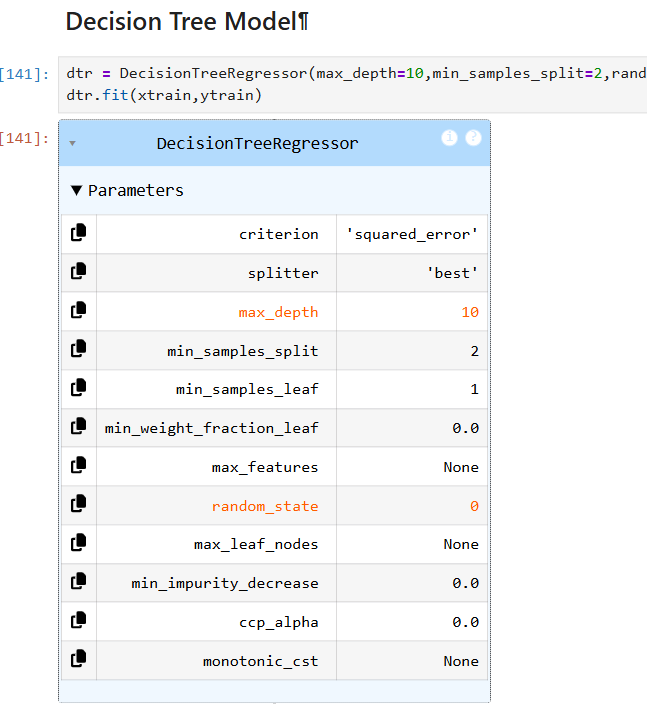 Decision Tree Model¶
[141]: dtr = DecisionTreeRegressor(max_depth=10,min_samples_split=2,rand
dtr.fit(xtrain,ytrain)
[141]: ▾ DecisionTreeRegressor i ?
▼ Parameters
criterion 'squared_error'
splitter 'best'
max_depth 10
min_samples_split 2
min_samples_leaf 1
min_weight_fraction_leaf 0.0
max_features None
random_state 0
max_leaf_nodes None
min_impurity_decrease 0.0
ccp_alpha 0.0
monotonic_cst None